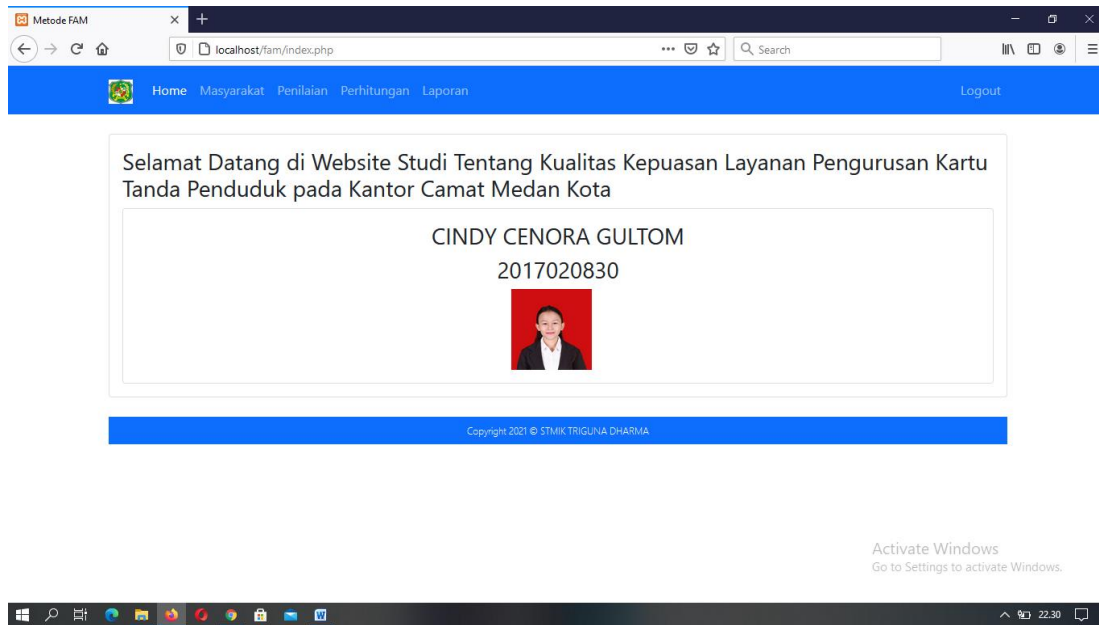 Metode FAM
localhost/fam/index.php
Search
Home Masyarakat Penilaian Perhitungan Laporan Logout
Selamat Datang di Website Studi Tentang Kualitas Kepuasan Layanan Pengurusan Kartu
Tanda Penduduk pada Kantor Camat Medan Kota
CINDY CENORA GULTOM
2017020830
Copyright 2021 © STMIK TRIGUNA DHARMA
Activate Windows
Go to Settings to activate Windows.
22.30